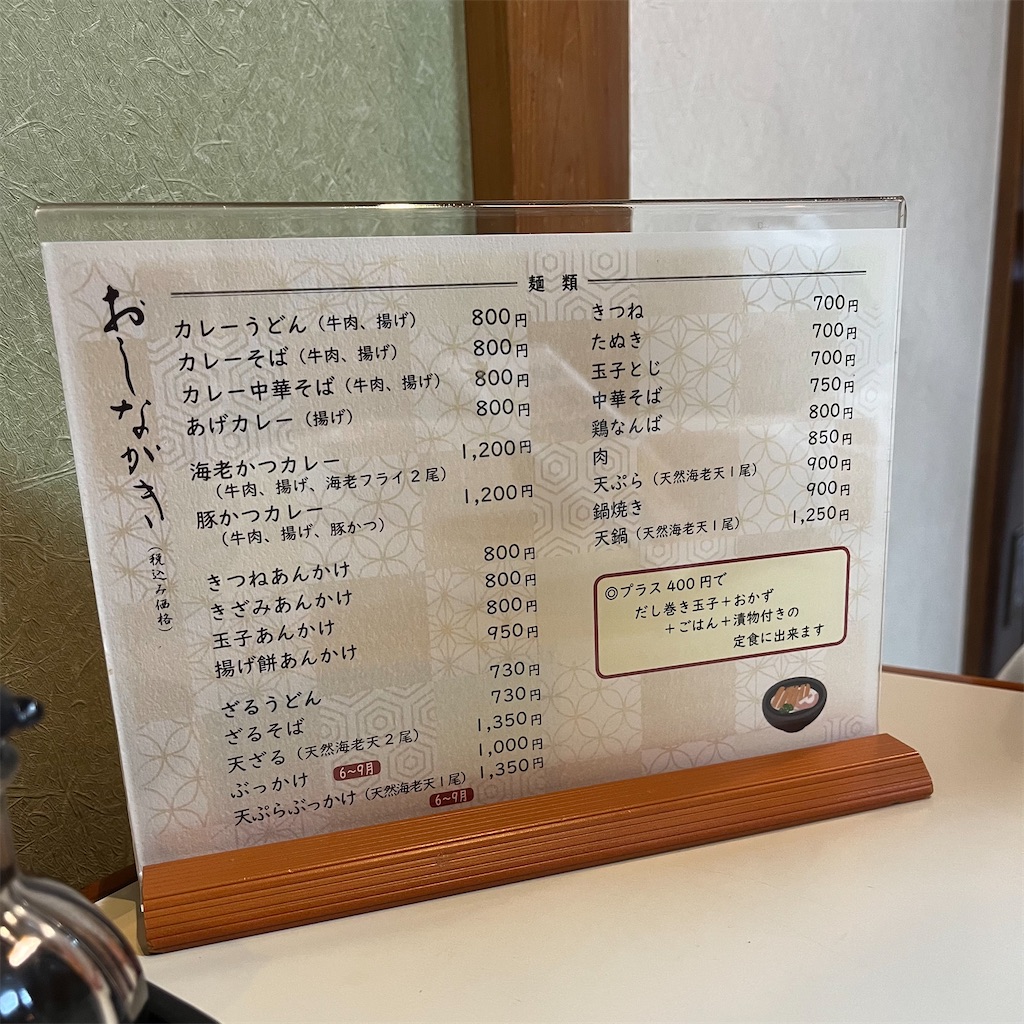 おしながき
(税込み価格)
麺 類
カレーうどん(牛肉、揚げ) 800円
カレーそば(牛肉、揚げ) 800円
カレー中華そば(牛肉、揚げ) 800円
あげカレー(揚げ) 800円
海老かつカレー 1,200円
(牛肉、揚げ、海老フライ2尾)
豚かつカレー 1,200円
(牛肉、揚げ、豚かつ)
きつねあんかけ 800円
きざみあんかけ 800円
玉子あんかけ 800円
揚げ餅あんかけ 950円
ざるうどん 730円
ざるそば 730円
天ざる(天然海老天2尾) 1,350円
ぶっかけ 6~9月 1,000円
天ぷらぶっかけ(天然海老天1尾) 1,350円
6~9月
きつね 700円
たぬき 700円
玉子とじ 700円
中華そば 750円
鶏なんば 800円
肉 850円
天ぷら(天然海老天1尾) 900円
鍋焼き 900円
天鍋(天然海老天1尾) 1,250円
◎プラス400円で
だし巻き玉子+おかず
+ごはん+漬物付きの
定食に出来ます